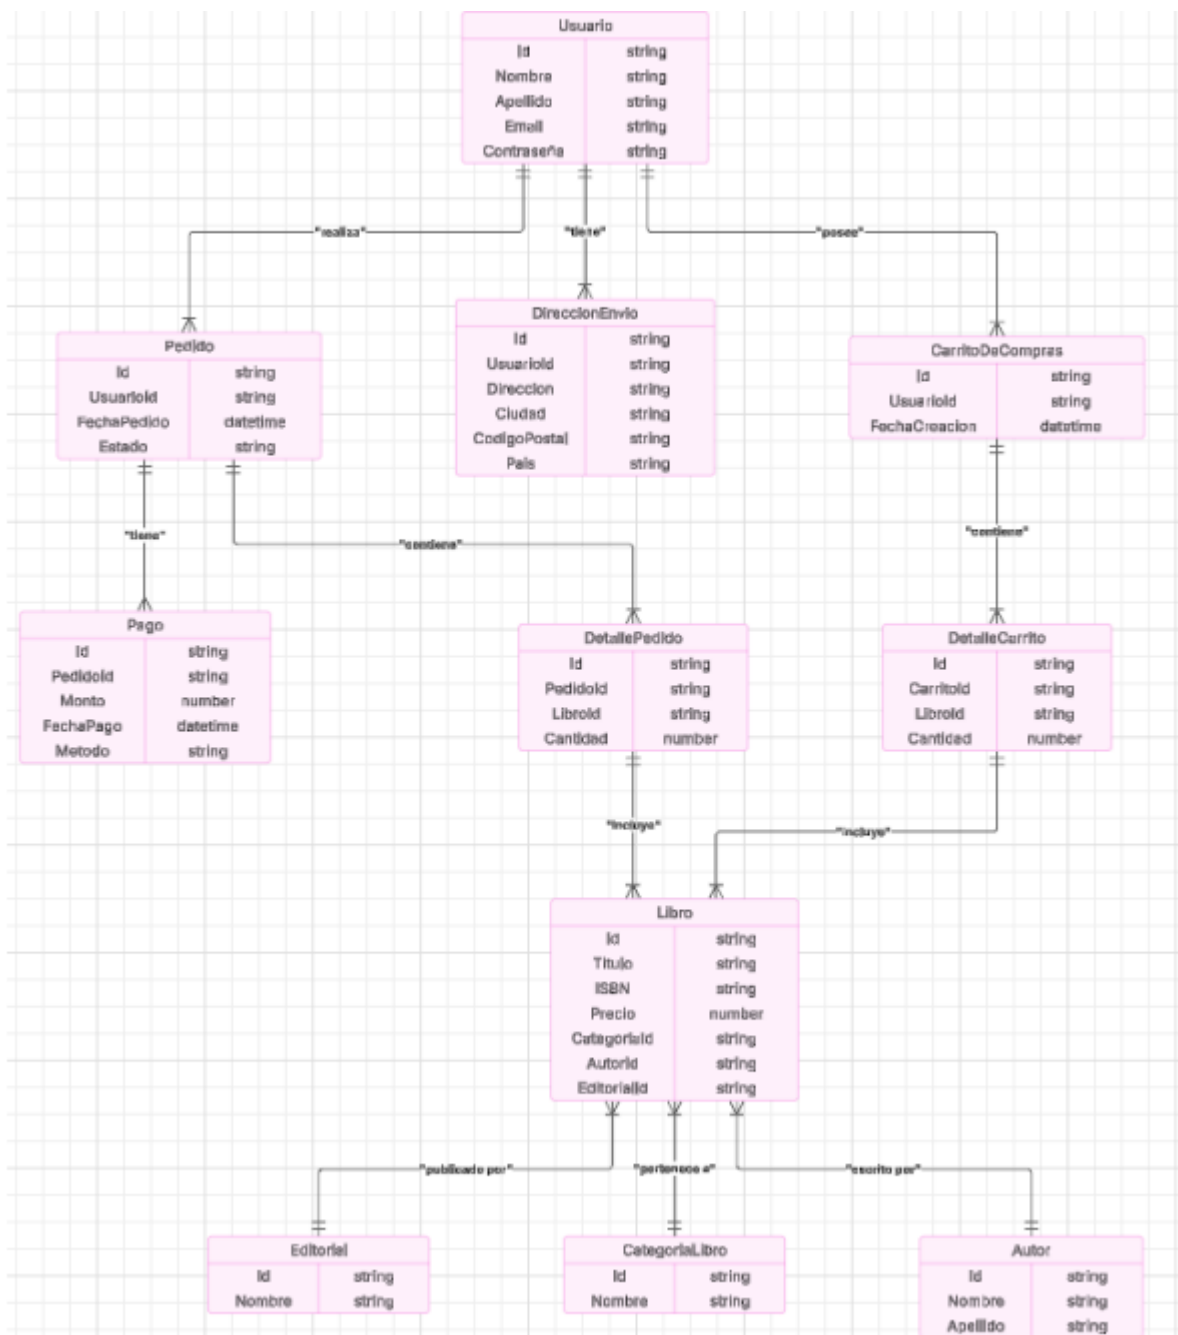 Usuario
Id string
Nombre string
Apellido string
Email string
Contraseña string
"realiza" "tiene" "posee"
Pedido
Id string
UsuarioId string
FechaPedido datetime
Estado string
DireccionEnvio
Id string
UsuarioId string
Direccion string
Ciudad string
CodigoPostal string
Pais string
CarritoDeCompras
Id string
UsuarioId string
FechaCreacion datetime
"tiene" "contiene" "contiene"
Pago
Id string
PedidoId string
Monto number
FechaPago datetime
Metodo string
DetallePedido
Id string
PedidoId string
LibroId string
Cantidad number
DetalleCarrito
Id string
CarritoId string
LibroId string
Cantidad number
"incluye" "incluye"
Libro
Id string
Titulo string
ISBN string
Precio number
CategoriaId string
AutorId string
EditorialId string
"publicado por" "pertenece a" "escrito por"
Editorial
Id string
Nombre string
CategoriaLibro
Id string
Nombre string
Autor
Id string
Nombre string
Apellido string